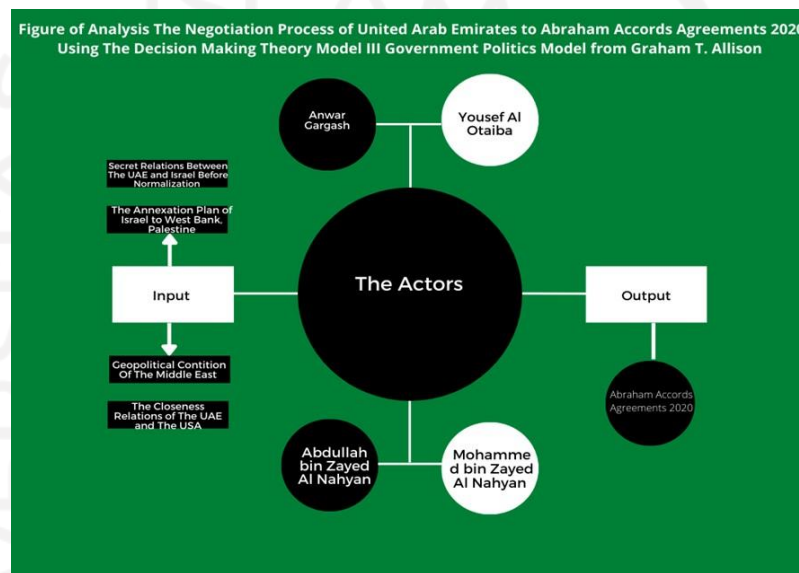 Figure of Analysis The Negotiation Process of United Arab Emirates to Abraham Accords Agreements 2020
Using The Decision Making Theory Model III Government Politics Model from Graham T. Allison
Anwar
Gargash
Yousef Al
Otaiba
Secret Relations Between
The UAE and Israel Before
Normalization
The Annexation Plan of
Israel to West Bank,
Palestine
Input
The Actors
Output
Geopolitical Contition
Of The Middle East
The Closeness
Relations of The UAE
and The USA
Abraham Accords
Agreements 2020
Abdullah
bin Zayed
Al Nahyan
Mohamme
d bin Zayed
Al Nahyan